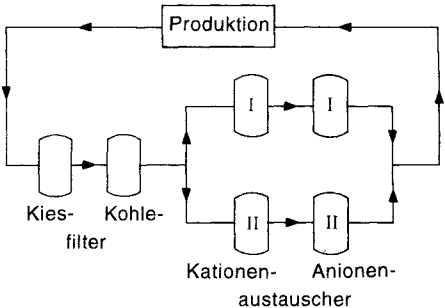 Produktion
I I
Kies- Kohle-
filter
II II
Kationen- Anionen-
austauscher